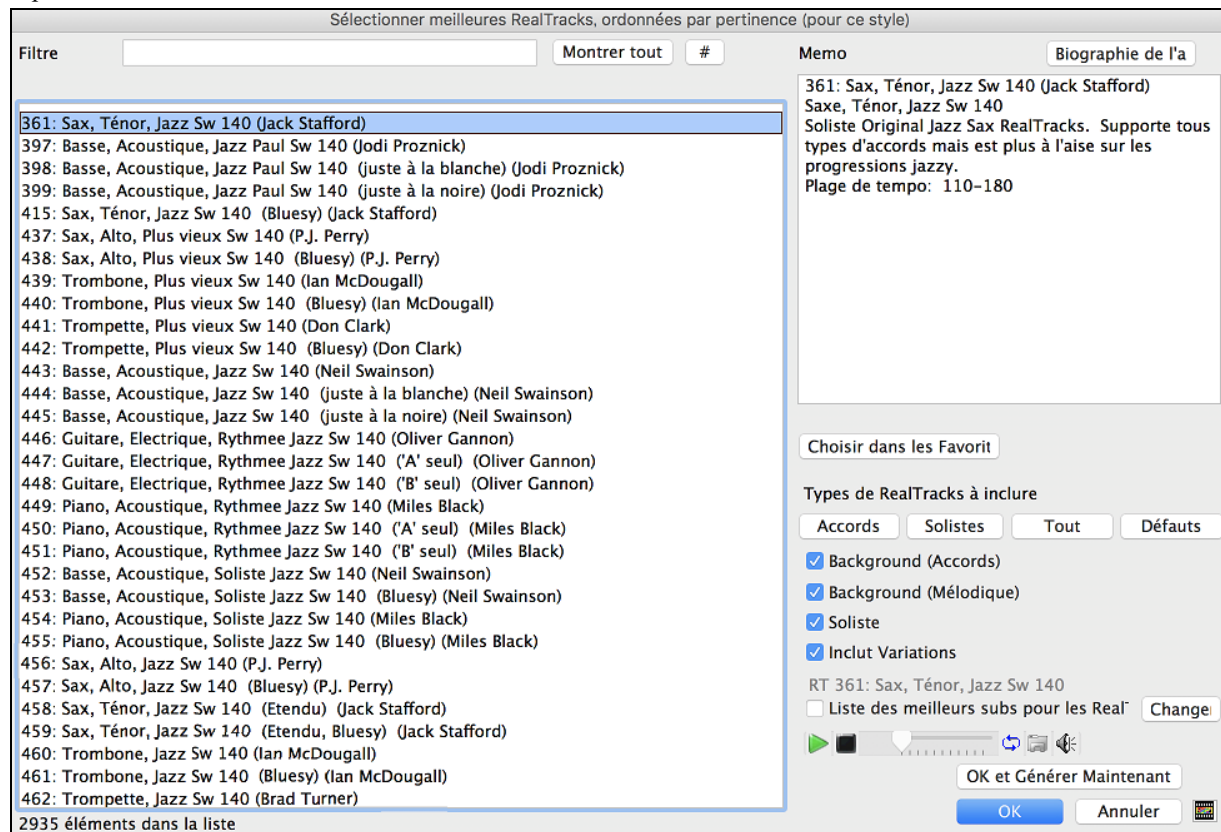 Sélectionner meilleures RealTracks, ordonnées par pertinence (pour ce style)
Filtre
Montrer tout
#
361: Sax, Ténor, Jazz Sw 140 (Jack Stafford)
397: Basse, Acoustique, Jazz Paul Sw 140 (Jodi Proznick)
398: Basse, Acoustique, Jazz Paul Sw 140 (juste à la blanche) (Jodi Proznick)
399: Basse, Acoustique, Jazz Paul Sw 140 (juste à la noire) (Jodi Proznick)
415: Sax, Ténor, Jazz Sw 140 (Bluesy) (Jack Stafford)
437: Sax, Alto, Plus vieux Sw 140 (P.J. Perry)
438: Sax, Alto, Plus vieux Sw 140 (Bluesy) (P.J. Perry)
439: Trombone, Plus vieux Sw 140 (Ian McDougall)
440: Trombone, Plus vieux Sw 140 (Bluesy) (Ian McDougall)
441: Trompette, Plus vieux Sw 140 (Don Clark)
442: Trompette, Plus vieux Sw 140 (Bluesy) (Don Clark)
443: Basse, Acoustique, Jazz Sw 140 (Neil Swainson)
444: Basse, Acoustique, Jazz Sw 140 (juste à la blanche) (Neil Swainson)
445: Basse, Acoustique, Jazz Sw 140 (juste à la noire) (Neil Swainson)
446: Guitare, Electrique, Rythmee Jazz Sw 140 (Oliver Gannon)
447: Guitare, Electrique, Rythmee Jazz Sw 140 ('A' seul) (Oliver Gannon)
448: Guitare, Electrique, Rythmee Jazz Sw 140 ('B' seul) (Oliver Gannon)
449: Piano, Acoustique, Rythmee Jazz Sw 140 (Miles Black)
450: Piano, Acoustique, Rythmee Jazz Sw 140 ('A' seul) (Miles Black)
451: Piano, Acoustique, Rythmee Jazz Sw 140 ('B' seul) (Miles Black)
452: Basse, Acoustique, Soliste Jazz Sw 140 (Neil Swainson)
453: Basse, Acoustique, Soliste Jazz Sw 140 (Bluesy) (Neil Swainson)
454: Piano, Acoustique, Soliste Jazz Sw 140 (Miles Black)
455: Piano, Acoustique, Soliste Jazz Sw 140 (Bluesy) (Miles Black)
456: Sax, Alto, Jazz Sw 140 (P.J. Perry)
457: Sax, Alto, Jazz Sw 140 (Bluesy) (P.J. Perry)
458: Sax, Ténor, Jazz Sw 140 (Etendu) (Jack Stafford)
459: Sax, Ténor, Jazz Sw 140 (Etendu, Bluesy) (Jack Stafford)
460: Trombone, Jazz Sw 140 (Ian McDougall)
461: Trombone, Jazz Sw 140 (Bluesy) (Ian McDougall)
462: Trompette, Jazz Sw 140 (Brad Turner)
2935 éléments dans la liste
Memo
Biographie de l'a
361: Sax, Ténor, Jazz Sw 140 (Jack Stafford)
Saxe, Ténor, Jazz Sw 140
Soliste Original Jazz Sax RealTracks. Supporte tous
types d'accords mais est plus à l'aise sur les
progressions jazzy.
Plage de tempo: 110-180
Choisir dans les Favorit
Types de RealTracks à inclure
Accords
Solistes
Tout
Défauts
Background (Accords)
Background (Mélodique)
Soliste
Inclut Variations
RT 361: Sax, Ténor, Jazz Sw 140
Liste des meilleurs subs pour les Real
Change
OK et Générer Maintenant
OK
Annuler